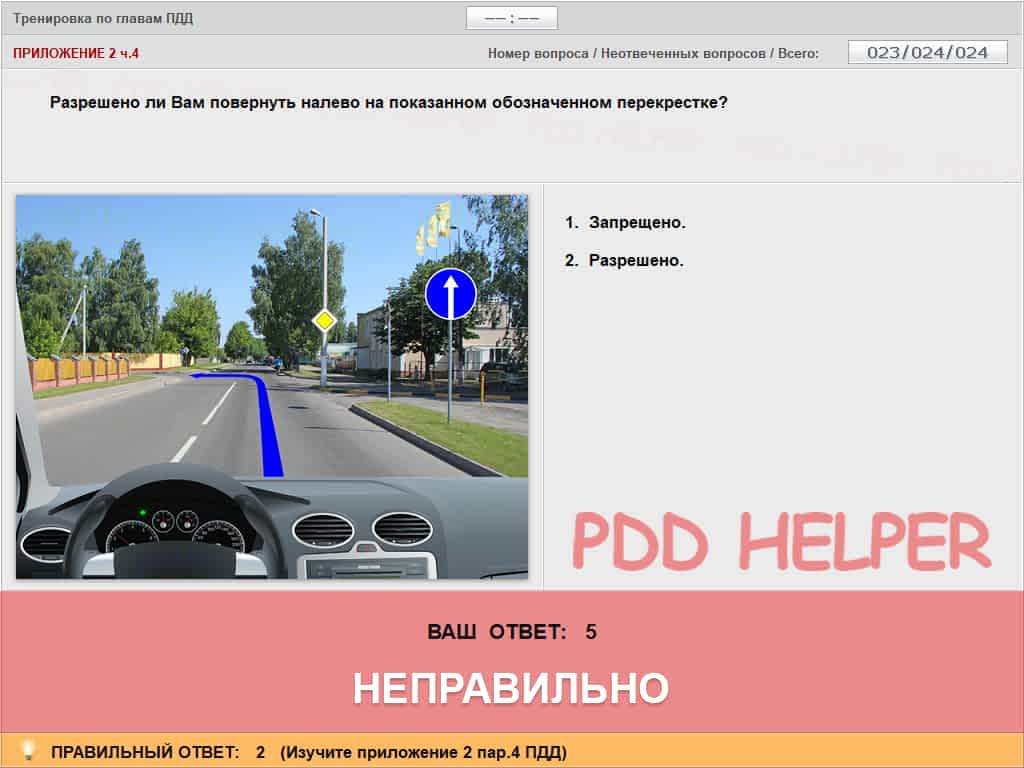 Тренировка по главам ПДД
—— : ——
ПРИЛОЖЕНИЕ 2 ч.4
Номер вопроса / Неотвеченных вопросов / Всего:
023/024/024
Разрешено ли Вам повернуть налево на показанном обозначенном перекрестке?
1. Запрещено.
2. Разрешено.
PDD HELPER
ВАШ ОТВЕТ: 5
НЕПРАВИЛЬНО
ПРАВИЛЬНЫЙ ОТВЕТ: 2 (Изучите приложение 2 пар.4 ПДД)